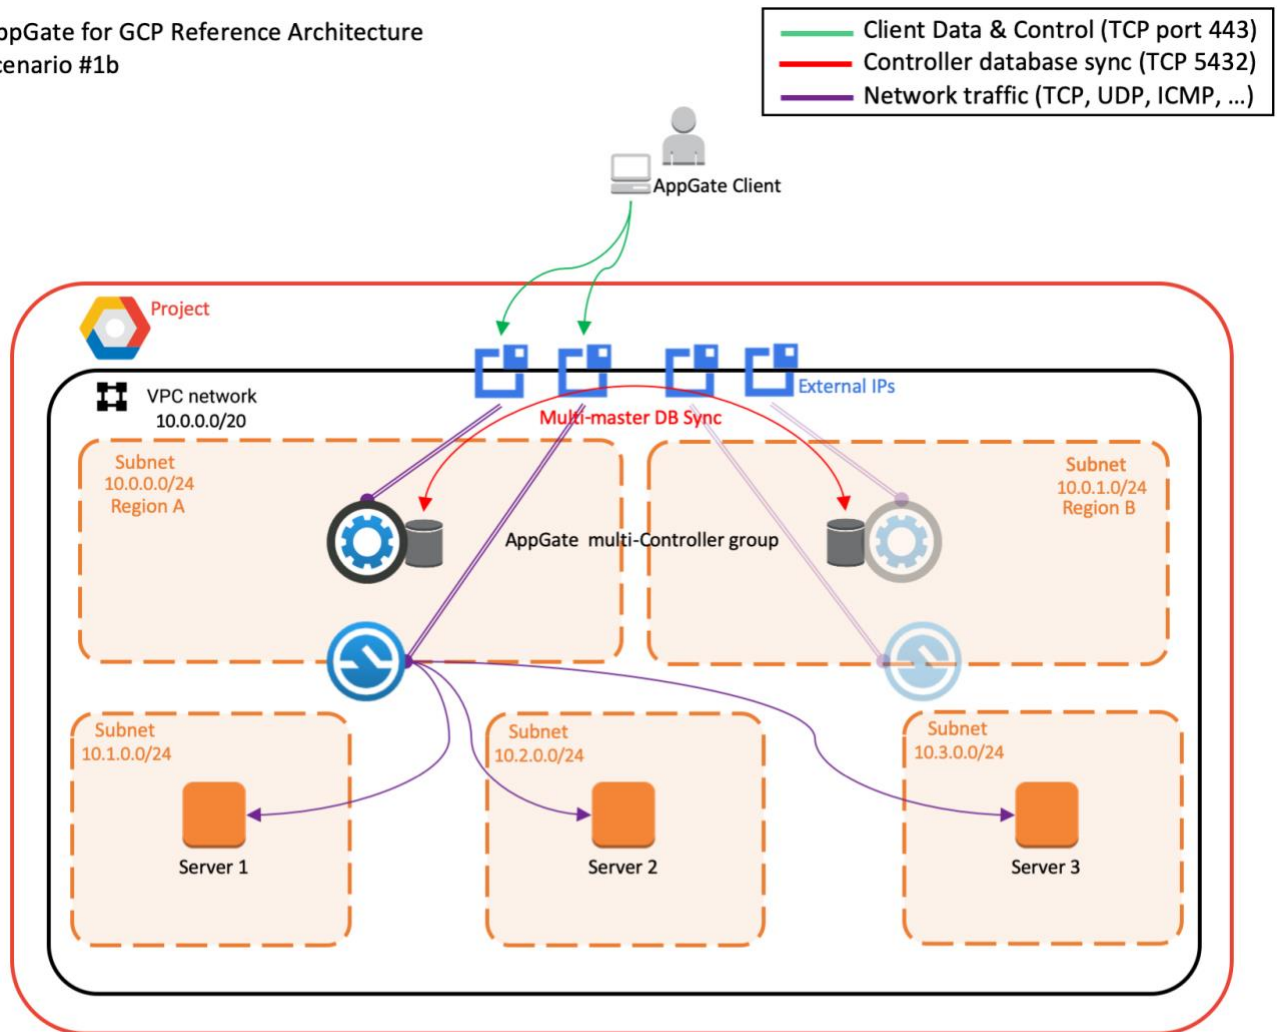 ppGate for GCP Reference Architecture
cenario #1b
Client Data & Control (TCP port 443)
Controller database sync (TCP 5432)
Network traffic (TCP, UDP, ICMP, ...)
AppGate Client
Project
VPC network
10.0.0.0/20
External IPs
Multi-master DB Sync
Subnet
10.0.0.0/24
Region A
Subnet
10.0.1.0/24
Region B
AppGate multi-Controller group
Subnet
10.1.0.0/24
Subnet
10.2.0.0/24
Subnet
10.3.0.0/24
Server 1
Server 2
Server 3